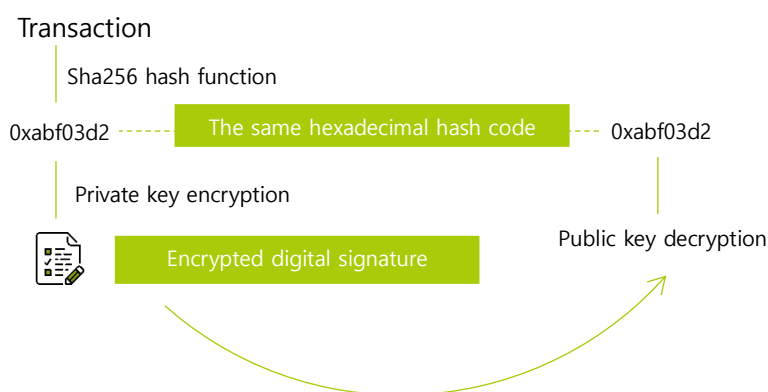 Transaction
Sha256 hash function
0xabf03d2
The same hexadecimal hash code
0xabf03d2
Private key encryption
Public key decryption
Encrypted digital signature